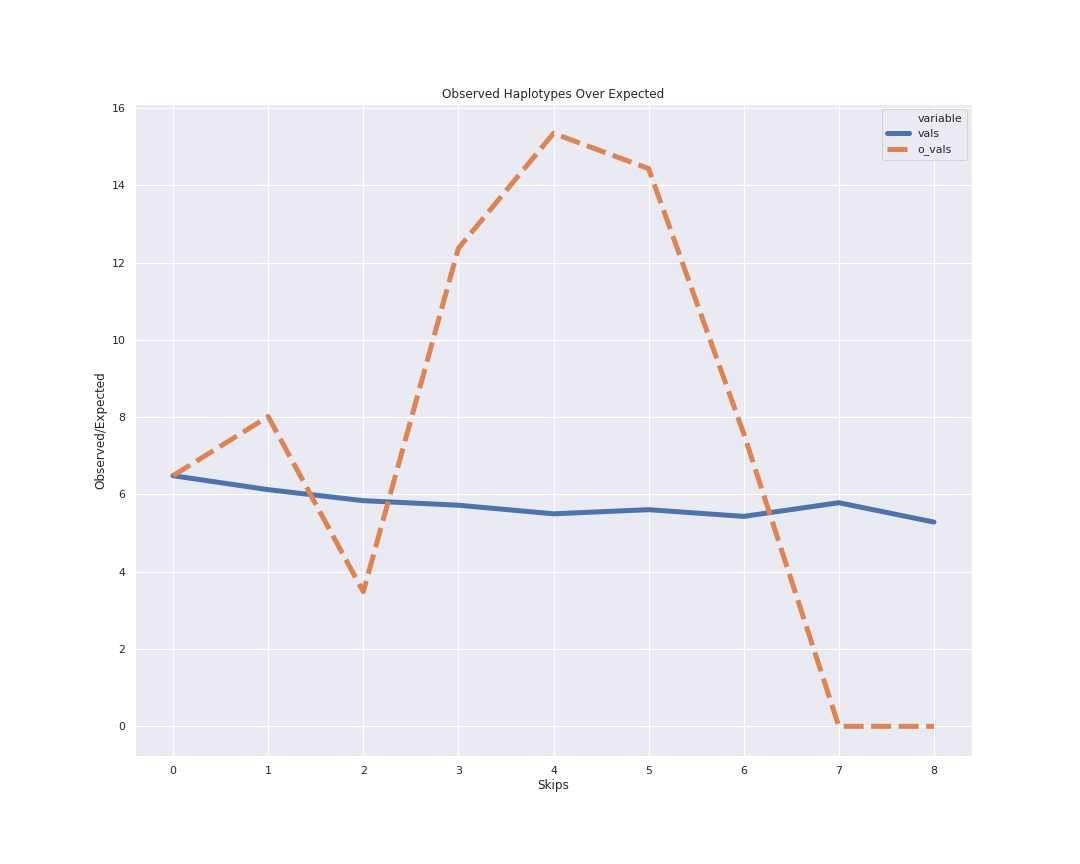 Observed Haplotypes Over Expected
16
14
12
10
8
6
4
2
0
Observed/Expected
variable
vals
o_vals
0 1 2 3 4 5 6 7 8
Skips